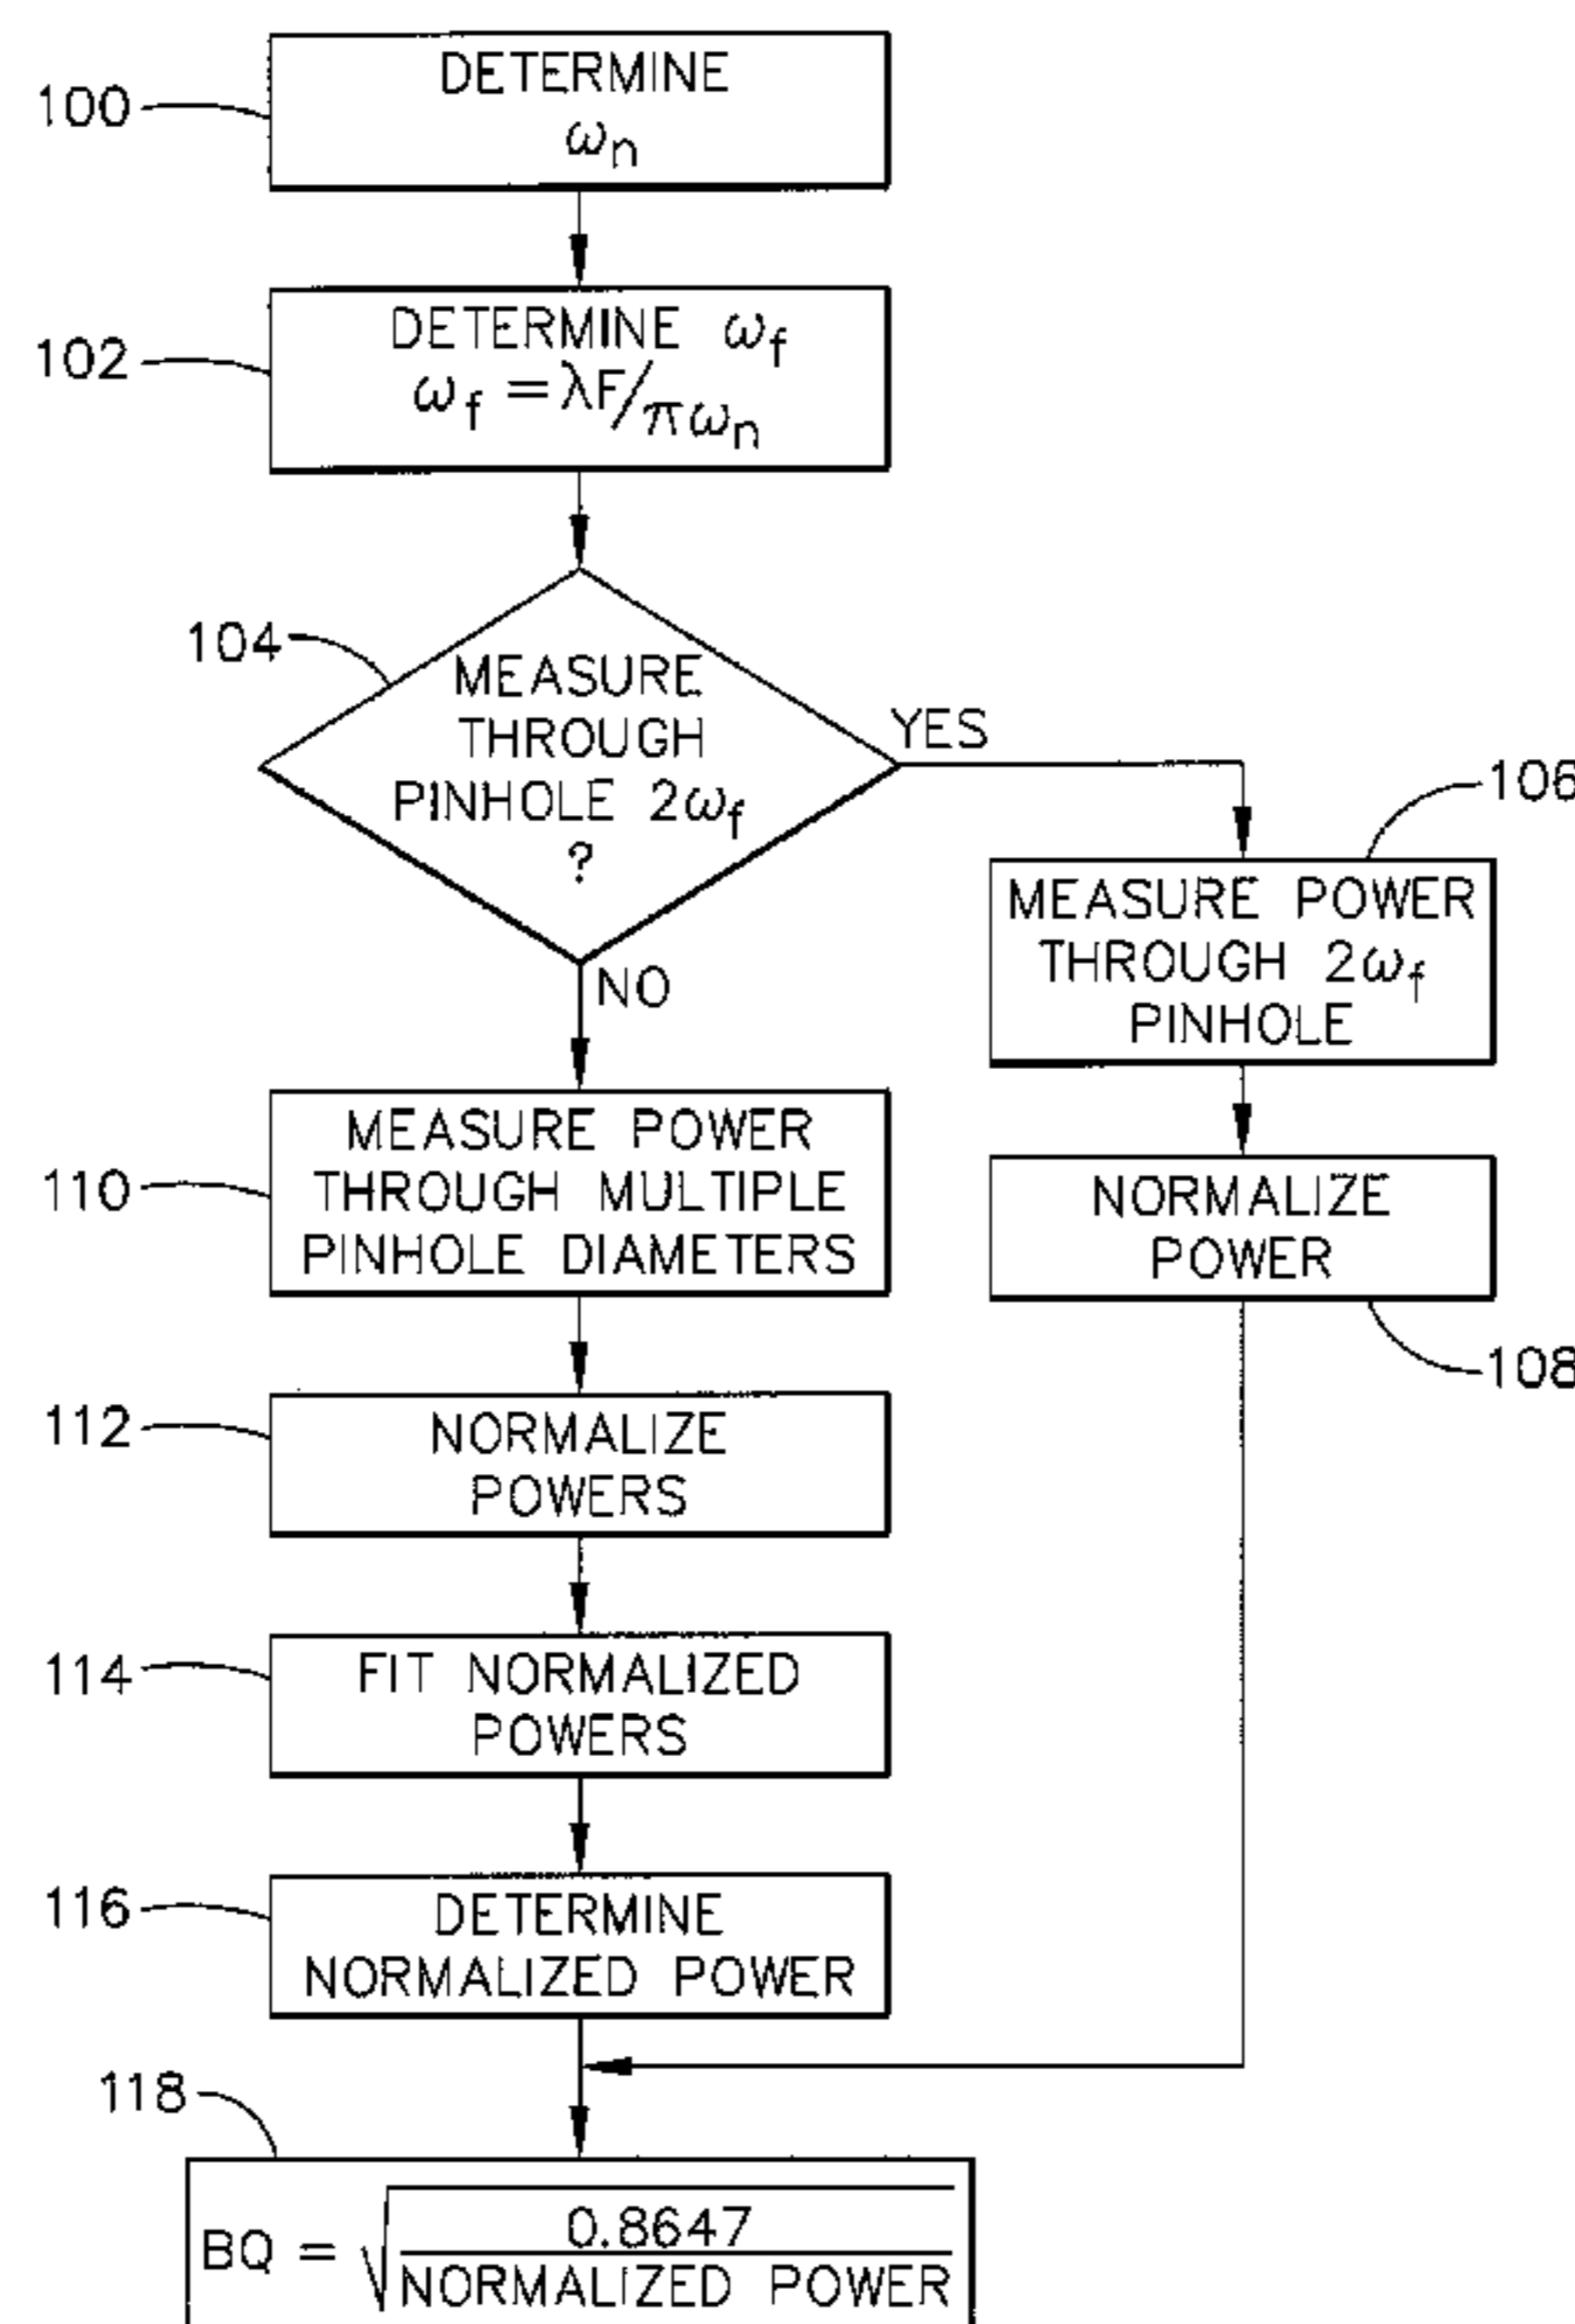 100
DETERMINE
ωn
102
DETERMINE ωf
ωf = λF/πωn
104
MEASURE
THROUGH
PINHOLE 2ωf
?
YES
NO
106
MEASURE POWER
THROUGH 2ωf
PINHOLE
NORMALIZE
POWER
108
110
MEASURE POWER
THROUGH MULTIPLE
PINHOLE DIAMETERS
112
NORMALIZE
POWERS
114
FIT NORMALIZED
POWERS
116
DETERMINE
NORMALIZED POWER
118
BQ = √
0.8647
NORMALIZED POWER